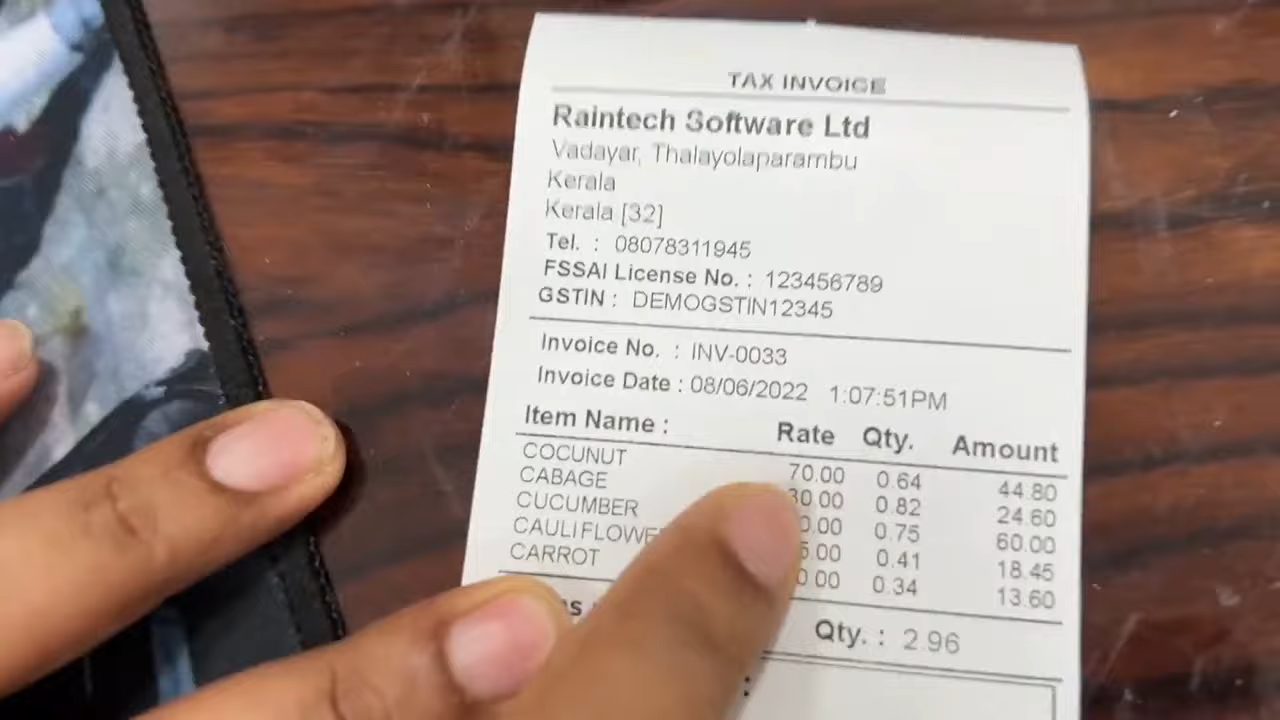 TAX INVOICE
Raintech Software Ltd
Vadayar, Thalayolaparambu
Kerala
Kerala [32]
Tel. : 08078311945
FSSAI License No. : 123456789
GSTIN : DEMOGSTIN12345
Invoice No. : INV-0033
Invoice Date : 08/06/2022 1:07:51PM
Item Name : Rate Qty. Amount
COCUNUT 70.00 0.64 44.80
CABAGE 30.00 0.82 24.60
CUCUMBER 0.75 60.00
0.41 18.45
CARROT 0.34 13.60
Qty. : 2.96